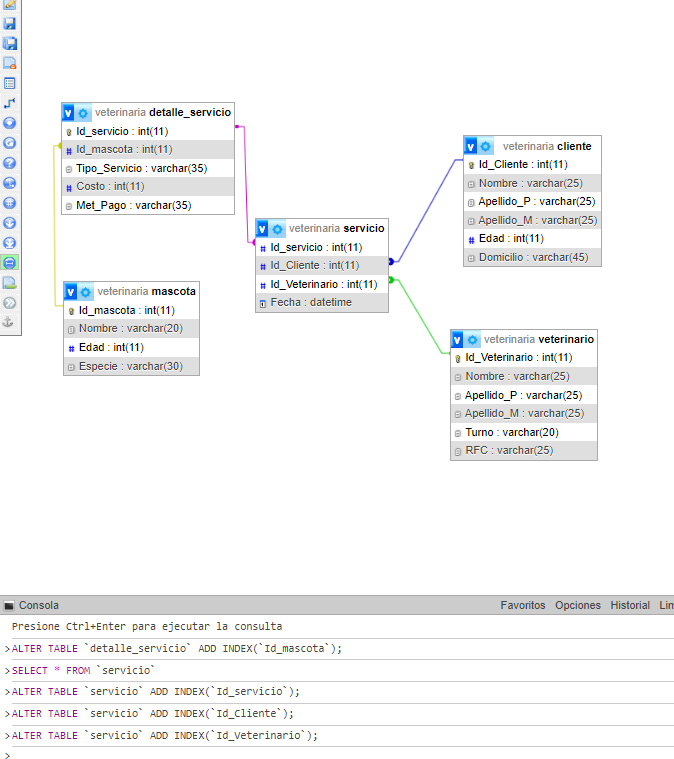 veterinaria detalle_servicio
Id_servicio : int(11)
Id_mascota : int(11)
Tipo_Servicio : varchar(35)
Costo : int(11)
Met_Pago : varchar(35)
veterinaria mascota
Id_mascota : int(11)
Nombre : varchar(20)
Edad : int(11)
Especie : varchar(30)
veterinaria servicio
Id_servicio : int(11)
Id_Cliente : int(11)
Id_Veterinario : int(11)
Fecha : datetime
veterinaria cliente
Id_Cliente : int(11)
Nombre : varchar(25)
Apellido_P : varchar(25)
Apellido_M : varchar(25)
Edad : int(11)
Domicilio : varchar(45)
veterinaria veterinario
Id_Veterinario : int(11)
Nombre : varchar(25)
Apellido_P : varchar(25)
Apellido_M : varchar(25)
Turno : varchar(20)
RFC : varchar(25)
Consola Favoritos Opciones Historial Lim
Presione Ctrl+Enter para ejecutar la consulta
>ALTER TABLE `detalle_servicio` ADD INDEX(`Id_mascota`);
>SELECT * FROM `servicio`
>ALTER TABLE `servicio` ADD INDEX(`Id_servicio`);
>ALTER TABLE `servicio` ADD INDEX(`Id_Cliente`);
>ALTER TABLE `servicio` ADD INDEX(`Id_Veterinario`);
>